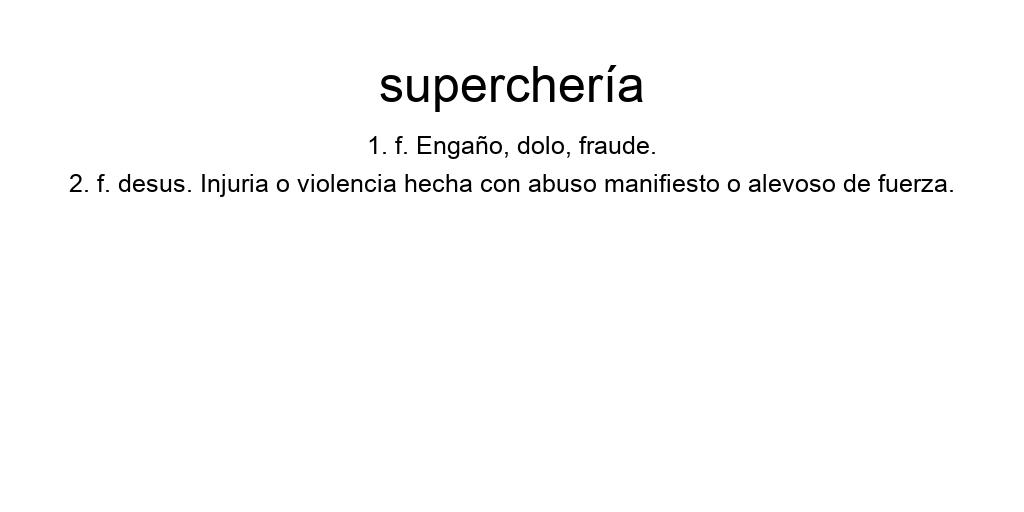 superchería
1. f. Engaño, dolo, fraude.
2. f. desus. Injuria o violencia hecha con abuso manifiesto o alevoso de fuerza.